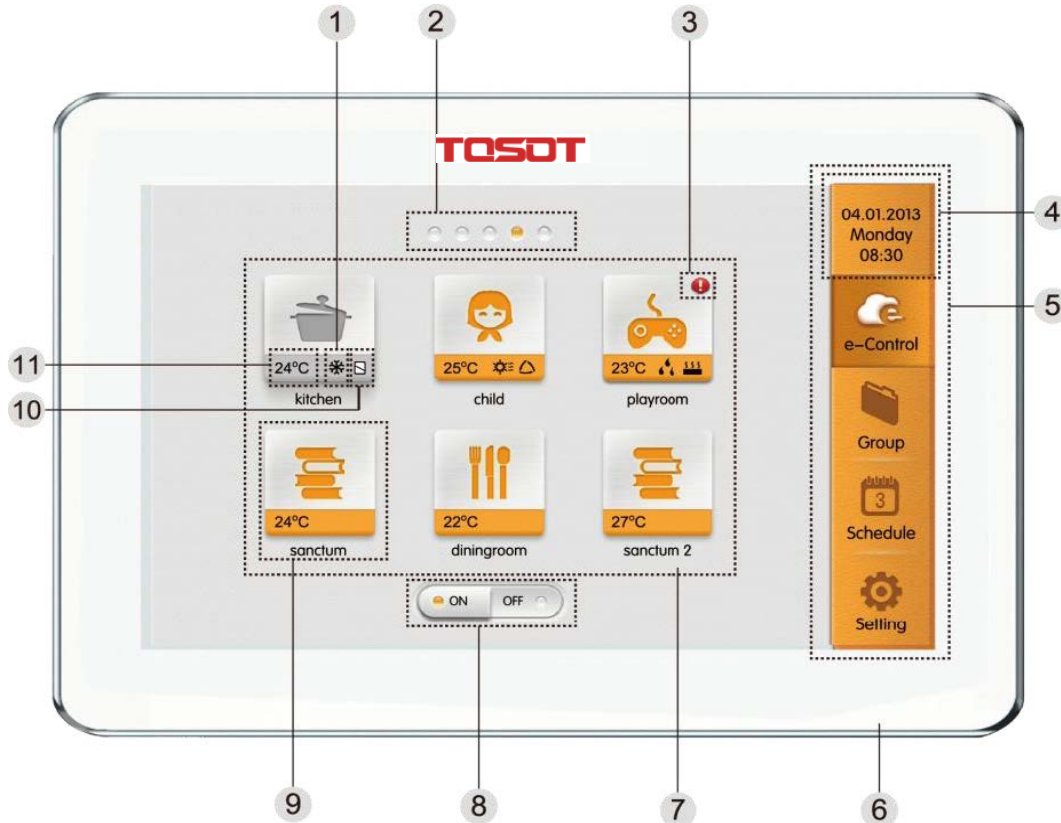 1
2
3
TOSOT
4
04.01.2013
Monday
08:30
5
e-Control
11
24°C
25°C
23°C
10
kitchen
child
playroom
Group
3
Schedule
24°C
22°C
27°C
sanctum
diningroom
sanctum 2
ON
OFF
Setting
9
8
7
6